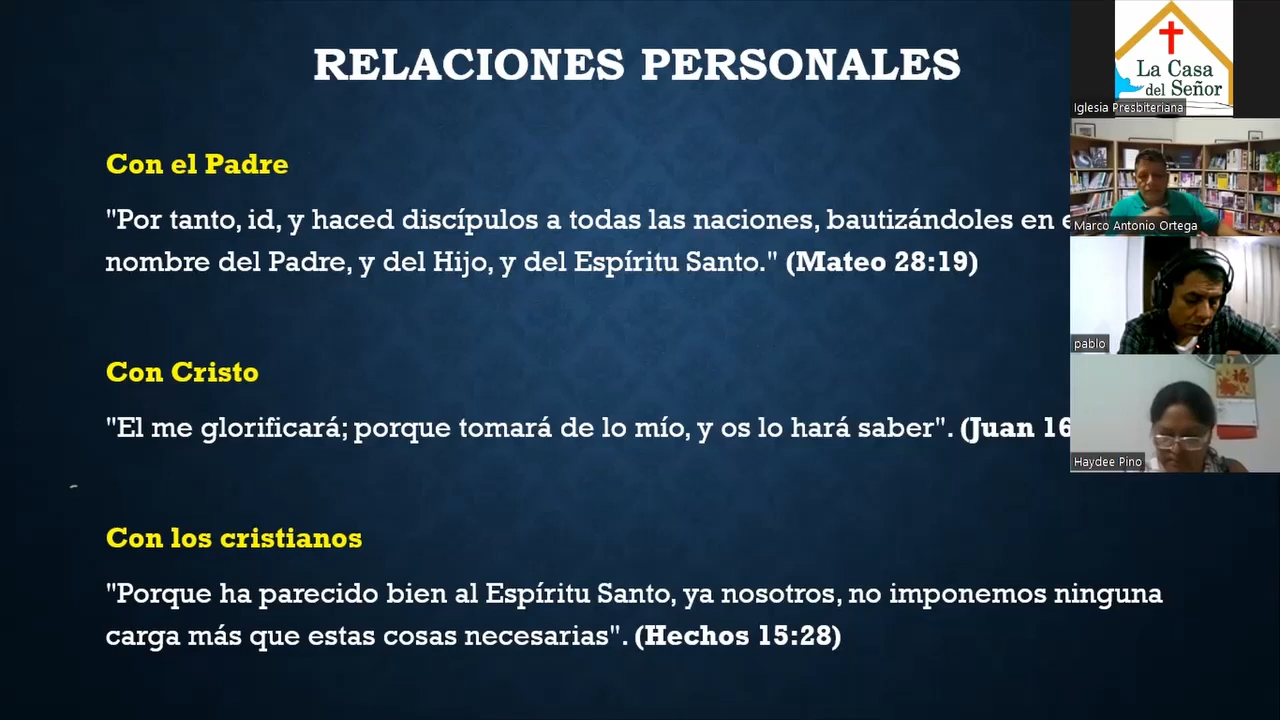 RELACIONES PERSONALES
Con el Padre
"Por tanto, id, y haced discípulos a todas las naciones, bautizándoles en
nombre del Padre, y del Hijo, y del Espíritu Santo." (Mateo 28:19)
Con Cristo
"El me glorificará; porque tomará de lo mío, y os lo hará saber". (Juan 16
Con los cristianos
"Porque ha parecido bien al Espíritu Santo, ya nosotros, no imponemos ninguna
carga más que estas cosas necesarias". (Hechos 15:28)
La Casa
del Señor
Iglesia Presbiteriana
Marco Antonio Ortega
pablo
Haydee Pino